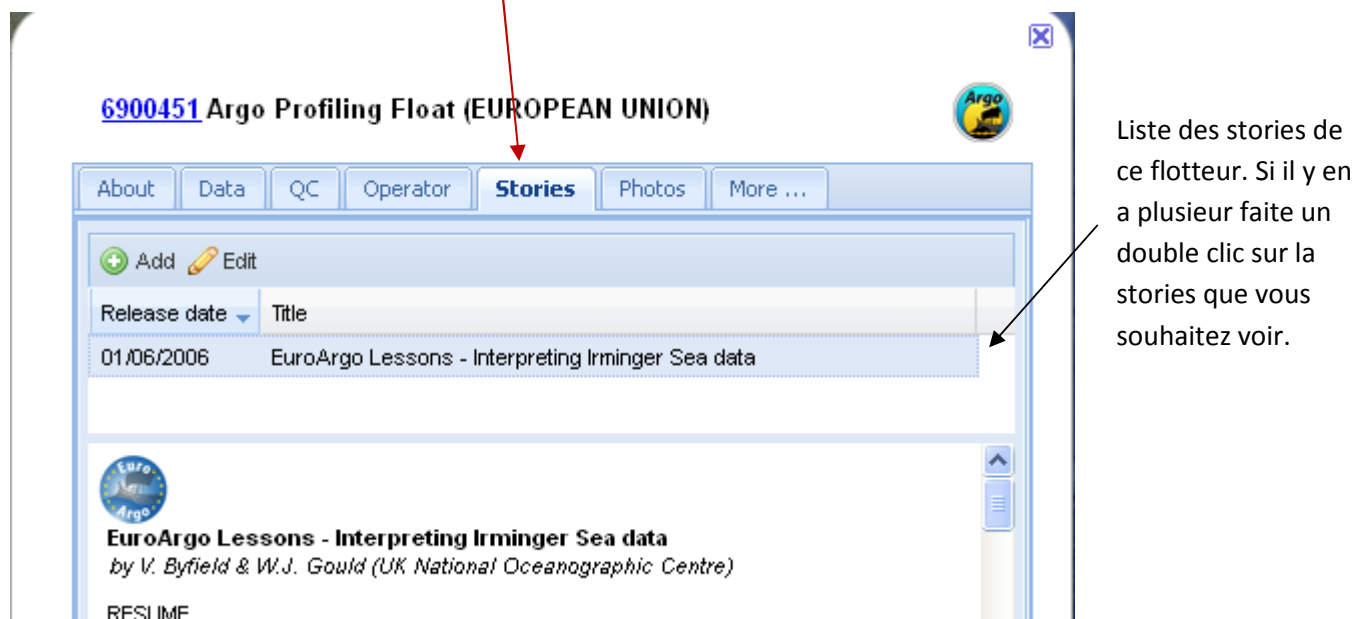 6900451 Argo Profiling Float (EUROPEAN UNION)
Argo
About Data QC Operator Stories Photos More ...
Add Edit
Release date Title
01/06/2006 EuroArgo Lessons - Interpreting Irminger Sea data
Euro
Argo
EuroArgo Lessons - Interpreting Irminger Sea data
by V. Byfield & W.J. Gould (UK National Oceanographic Centre)
RESUME
Liste des stories de
ce flotteur. Si il y en
a plusieur faite un
double clic sur la
stories que vous
souhaitez voir.